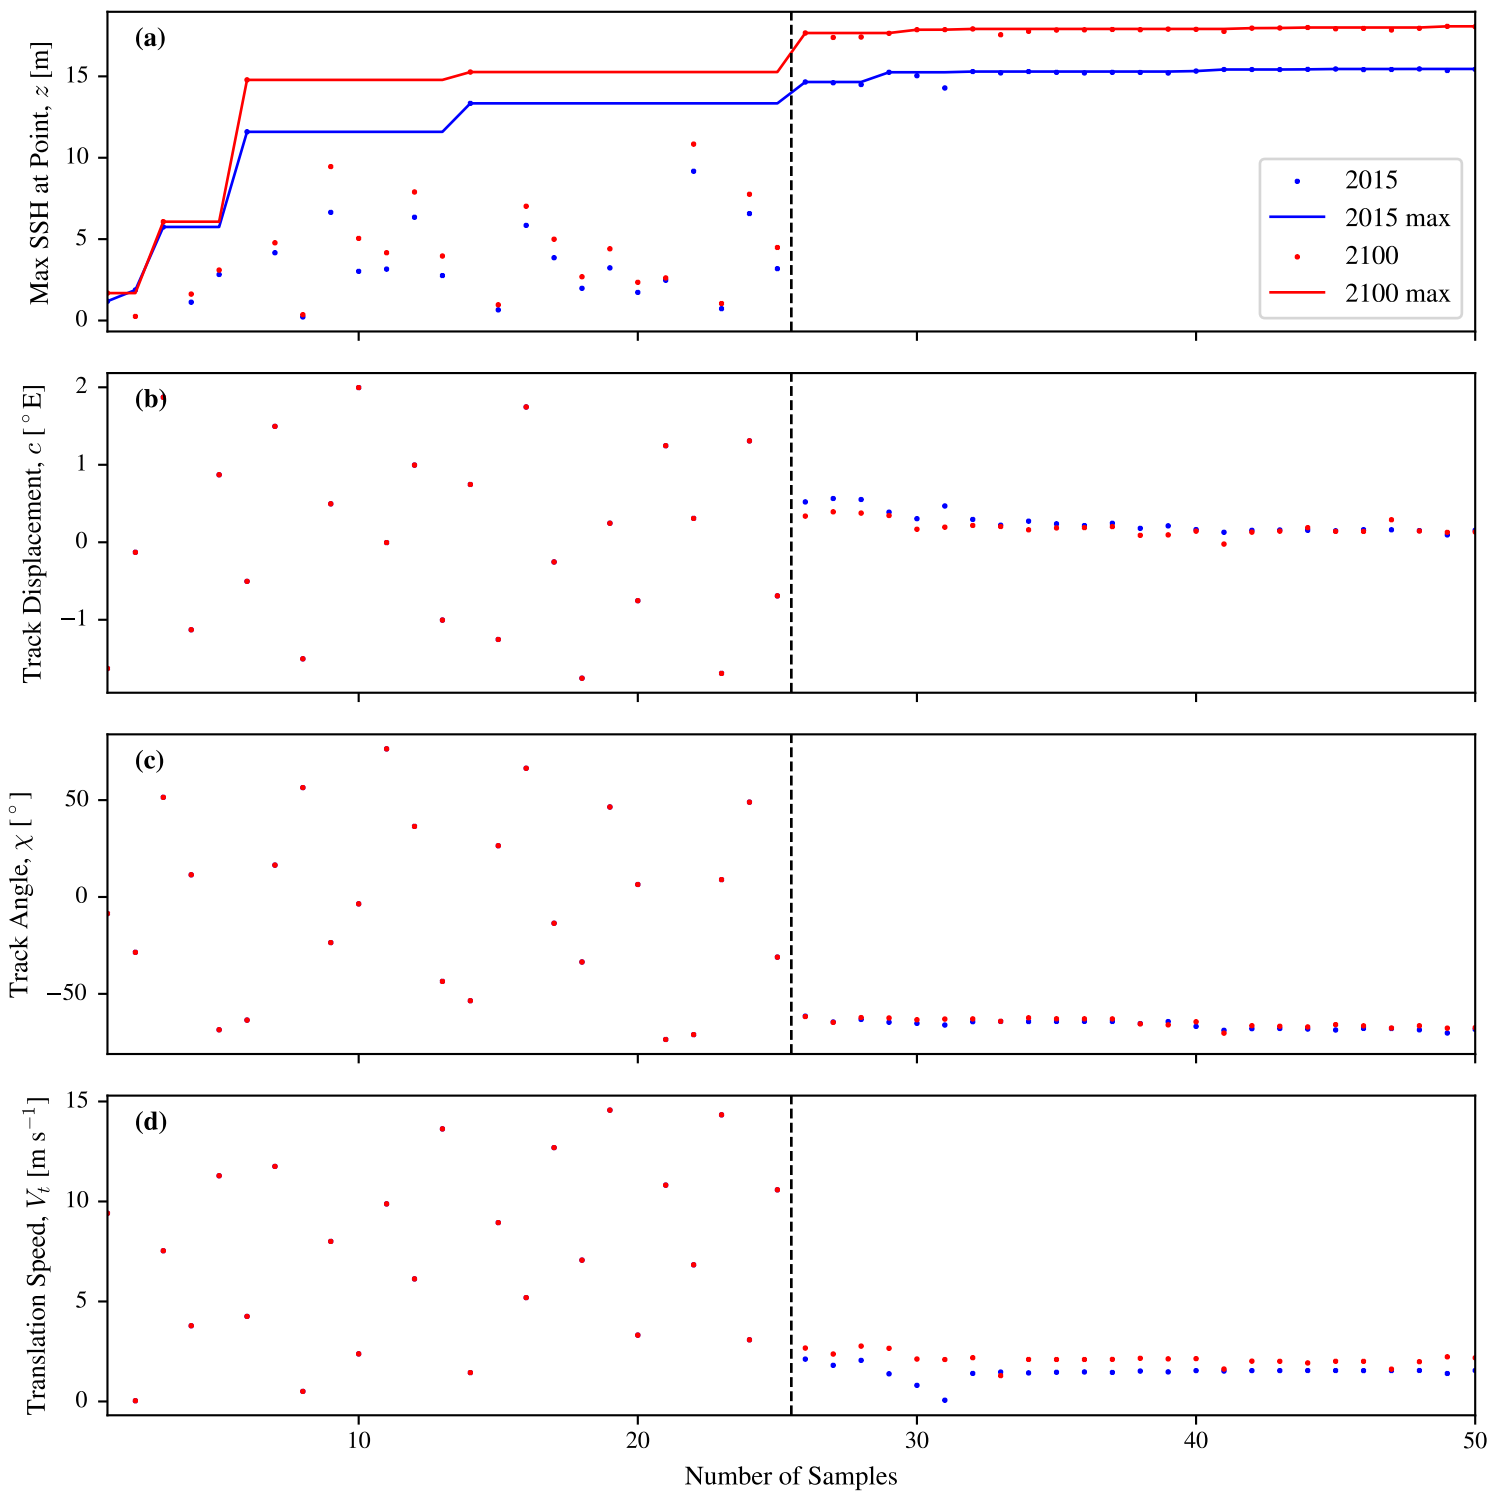 (a)
Max SSH at Point, z [m]
15
10
5
0
2015
2015 max
2100
2100 max
(b)
Track Displacement, c [°E]
2
1
0
−1
(c)
Track Angle, χ [°]
50
0
−50
(d)
Translation Speed, Vₜ [m s⁻¹]
15
10
5
0
10 20 30 40 50
Number of Samples